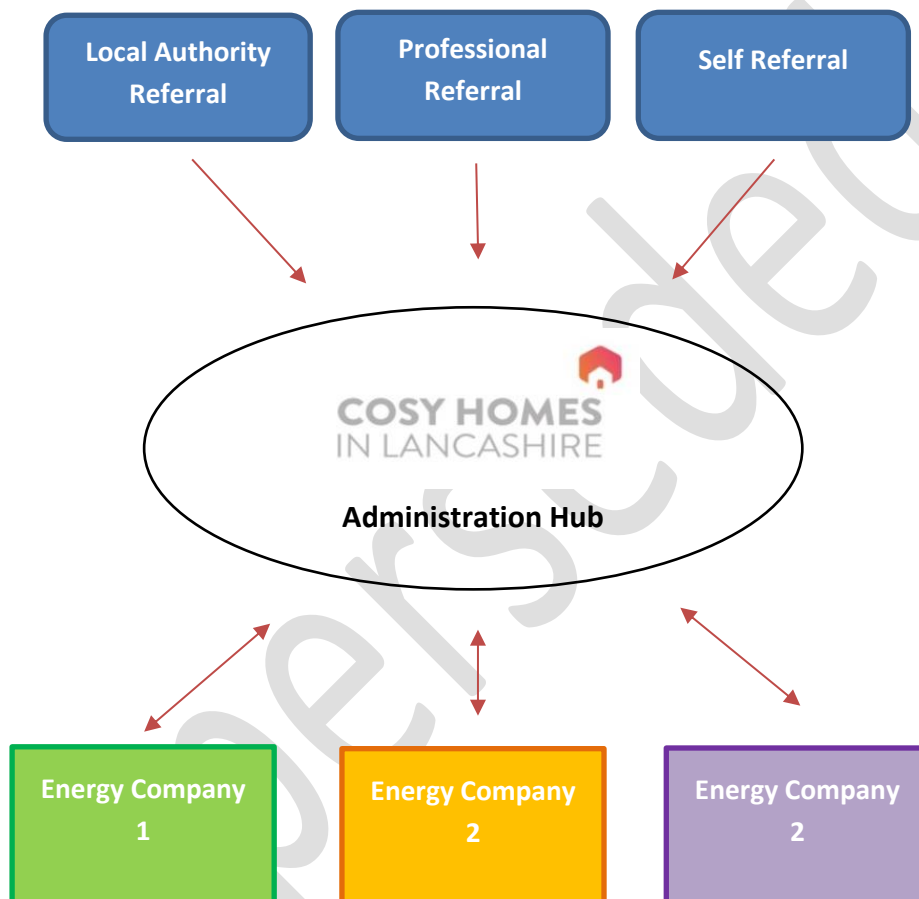 Local Authority
Referral
Professional
Referral
Self Referral
COSY HOMES
IN LANCASHIRE
Administration Hub
Energy Company
1
Energy Company
2
Energy Company
2